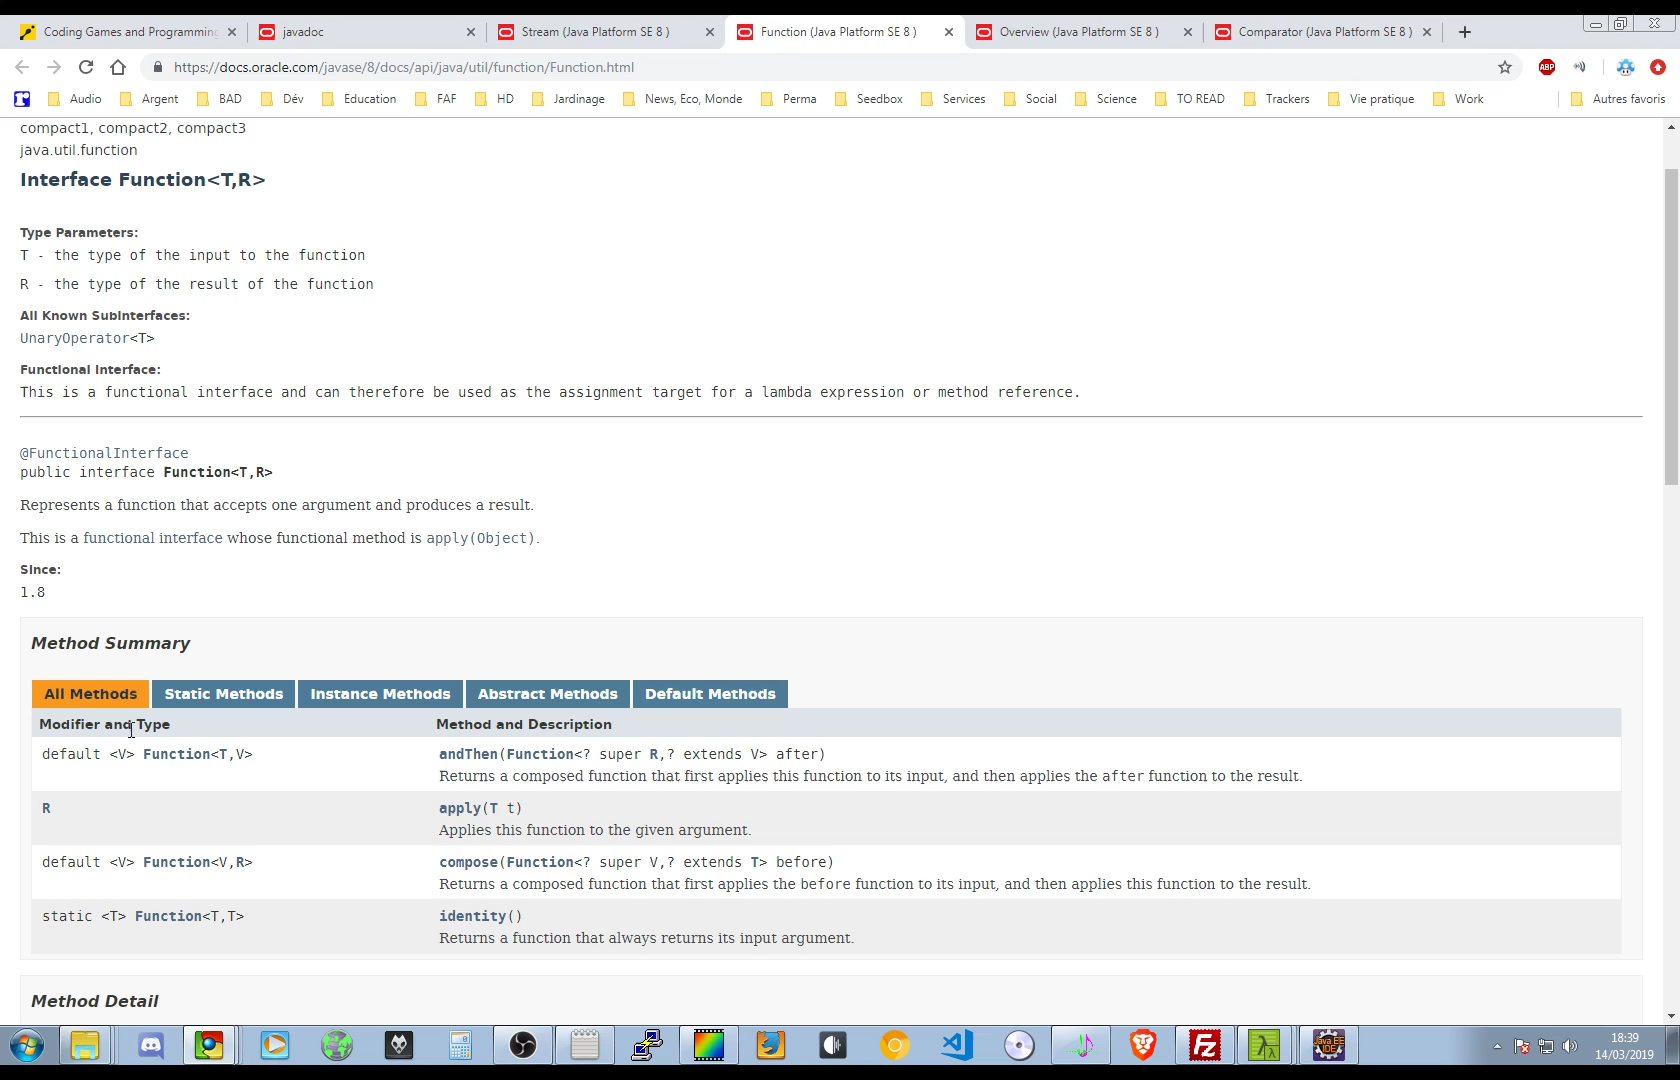 Coding Games and Programming
javadoc
Stream (Java Platform SE 8 )
Function (Java Platform SE 8 )
Overview (Java Platform SE 8 )
Comparator (Java Platform SE 8 )
https://docs.oracle.com/javase/8/docs/api/java/util/function/Function.html
ABP
Audio
Argent
BAD
Dév
Education
FAF
HD
Jardinage
News, Eco, Monde
Perma
Seedbox
Services
Social
Science
TO READ
Trackers
Vie pratique
Work
Autres favoris
compact1, compact2, compact3
java.util.function
Interface Function<T,R>
Type Parameters:
T - the type of the input to the function
R - the type of the result of the function
All Known Subinterfaces:
UnaryOperator<T>
Functional Interface:
This is a functional interface and can therefore be used as the assignment target for a lambda expression or method reference.
@FunctionalInterface
public interface Function<T,R>
Represents a function that accepts one argument and produces a result.
This is a functional interface whose functional method is apply(Object).
Since:
1.8
Method Summary
All Methods Static Methods Instance Methods Abstract Methods Default Methods
Modifier and Type Method and Description
default <V> Function<T,V> andThen(Function<? super R,? extends V> after)
Returns a composed function that first applies this function to its input, and then applies the after function to the result.
R apply(T t)
Applies this function to the given argument.
default <V> Function<V,R> compose(Function<? super V,? extends T> before)
Returns a composed function that first applies the before function to its input, and then applies this function to the result.
static <T> Function<T,T> identity()
Returns a function that always returns its input argument.
Method Detail
Fz
Java EE
IDE
18:39
14/03/2019